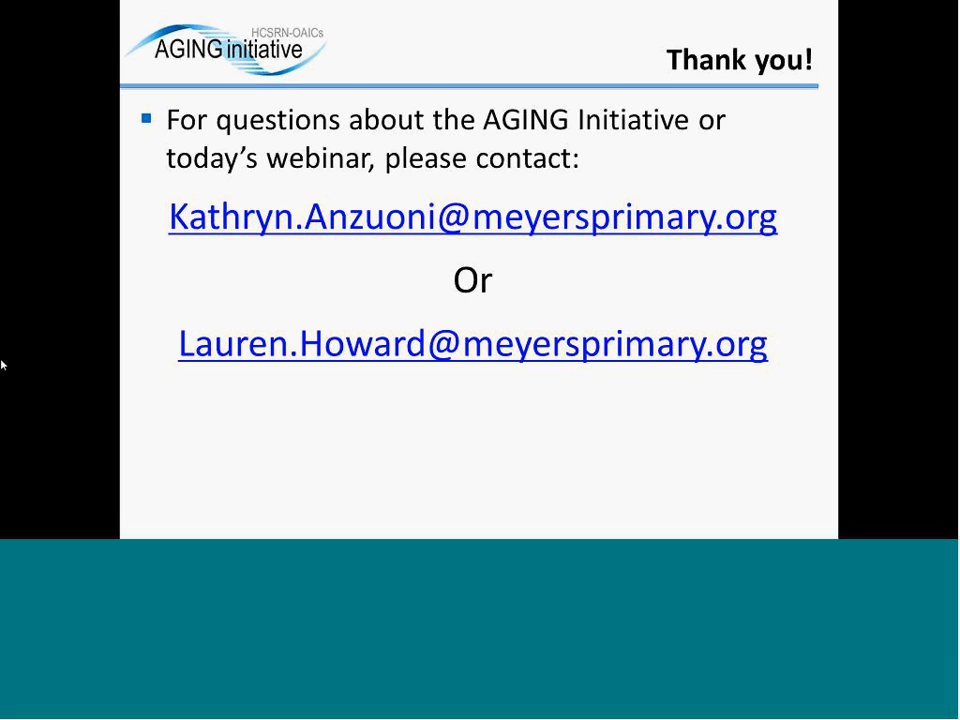 HCSRN-OAICs
AGING initiative
Thank you!
For questions about the AGING Initiative or
today’s webinar, please contact:
Kathryn.Anzuoni@meyersprimary.org
Or
Lauren.Howard@meyersprimary.org